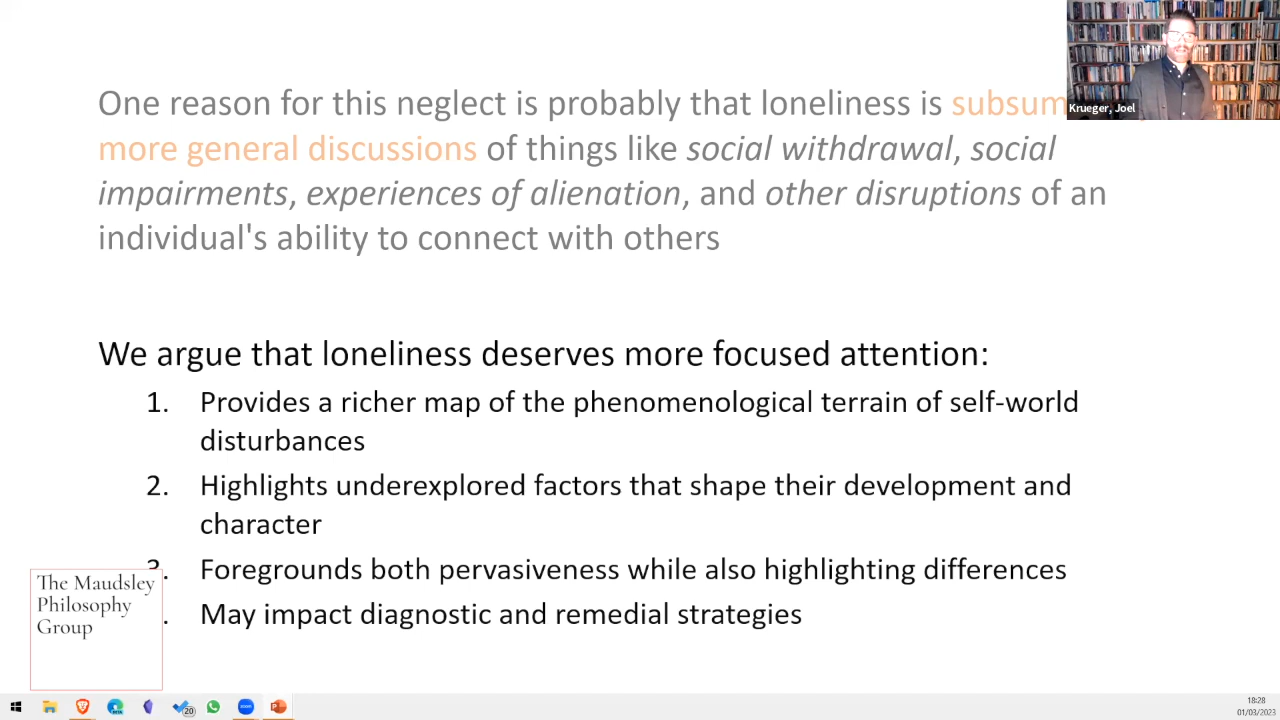 One reason for this neglect is probably that loneliness is subsum
more general discussions of things like social withdrawal, social
impairments, experiences of alienation, and other disruptions of an
individual's ability to connect with others
Krueger, Joel
We argue that loneliness deserves more focused attention:
1. Provides a richer map of the phenomenological terrain of self-world
disturbances
2. Highlights underexplored factors that shape their development and
character
3. Foregrounds both pervasiveness while also highlighting differences
. May impact diagnostic and remedial strategies
The Maudsley
Philosophy
Group
20
18:28
01/03/2023